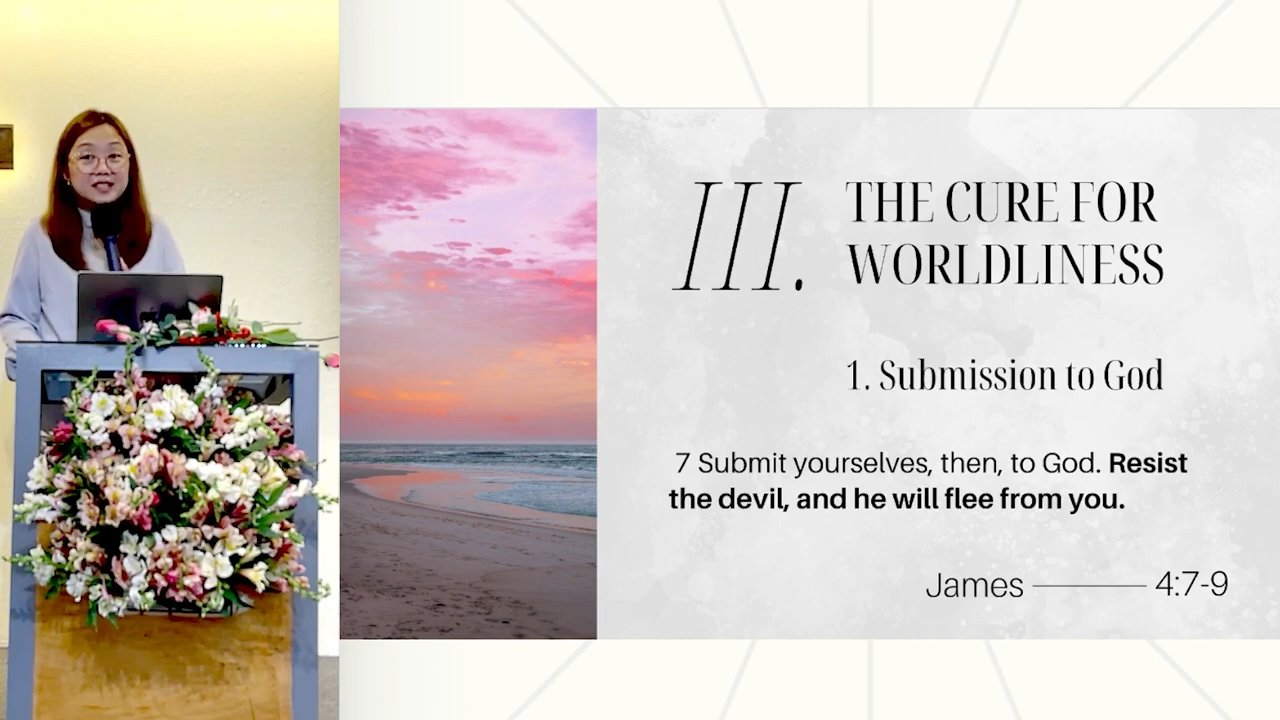 III.
THE CURE FOR
WORLDLINESS
1. Submission to God
7 Submit yourselves, then, to God. Resist
the devil, and he will flee from you.
James 4:7-9